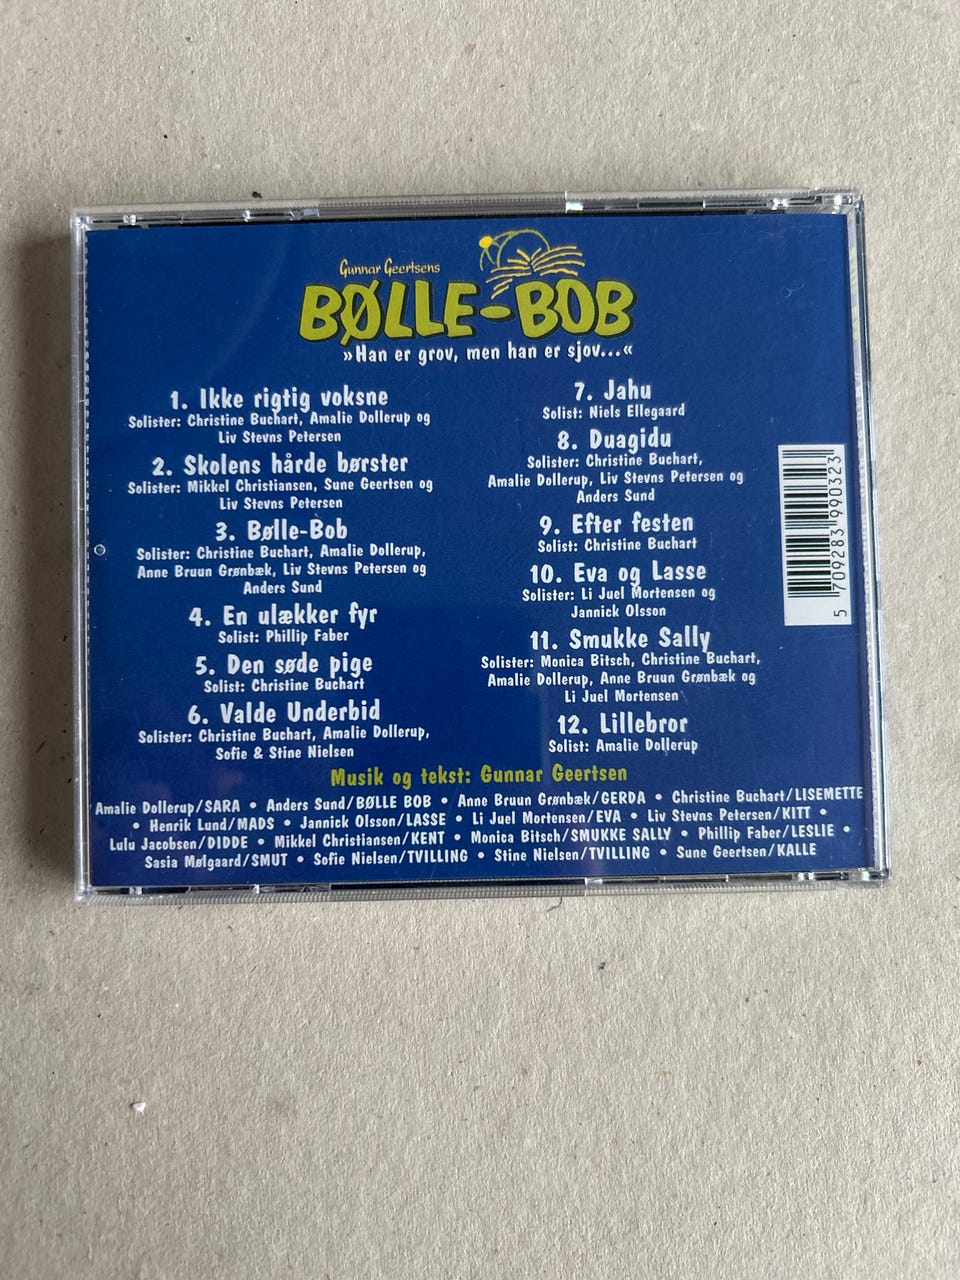 Gunnar Geertsens
BØLLE-BOB
»Han er grov, men han er sjov...«
1. Ikke rigtig voksne
Solister: Christine Buchart, Amalie Dollerup og
Liv Stevns Petersen
2. Skolens hårde børster
Solister: Mikkel Christiansen, Sune Geertsen og
Liv Stevns Petersen
3. Bølle-Bob
Solister: Christine Buchart, Amalie Dollerup,
Anne Bruun Grønbæk, Liv Stevns Petersen og
Anders Sund
4. En ulækker fyr
Solist: Phillip Faber
5. Den søde pige
Solist: Christine Buchart
6. Valde Underbid
Solister: Christine Buchart, Amalie Dollerup,
Sofie & Stine Nielsen
7. Jahu
Solist: Niels Ellegaard
8. Duagidu
Solister: Christine Buchart,
Amalie Dollerup, Liv Stevns Petersen og
Anders Sund
9. Efter festen
Solist: Christine Buchart
10. Eva og Lasse
Solister: Li Juel Mortensen og
Jannick Olsson
11. Smukke Sally
Solister: Monica Bitsch, Christine Buchart,
Amalie Dollerup, Anne Bruun Grønbæk og
Li Juel Mortensen
12. Lillebror
Solist: Amalie Dollerup
5 709283 990323
Musik og tekst: Gunnar Geertsen
Amalie Dollerup/SARA • Anders Sund/BØLLE BOB • Anne Bruun Grønbæk/GERDA • Christine Buchart/LISEMETTE
• Henrik Lund/MADS • Jannick Olsson/LASSE • Li Juel Mortensen/EVA • Liv Stevns Petersen/KITT •
Lulu Jacobsen/DIDDE • Mikkel Christiansen/KENT • Monica Bitsch/SMUKKE SALLY • Phillip Faber/LESLIE •
Sasia Mølgaard/SMUT • Sofie Nielsen/TVILLING • Stine Nielsen/TVILLING • Sune Geertsen/KALLE